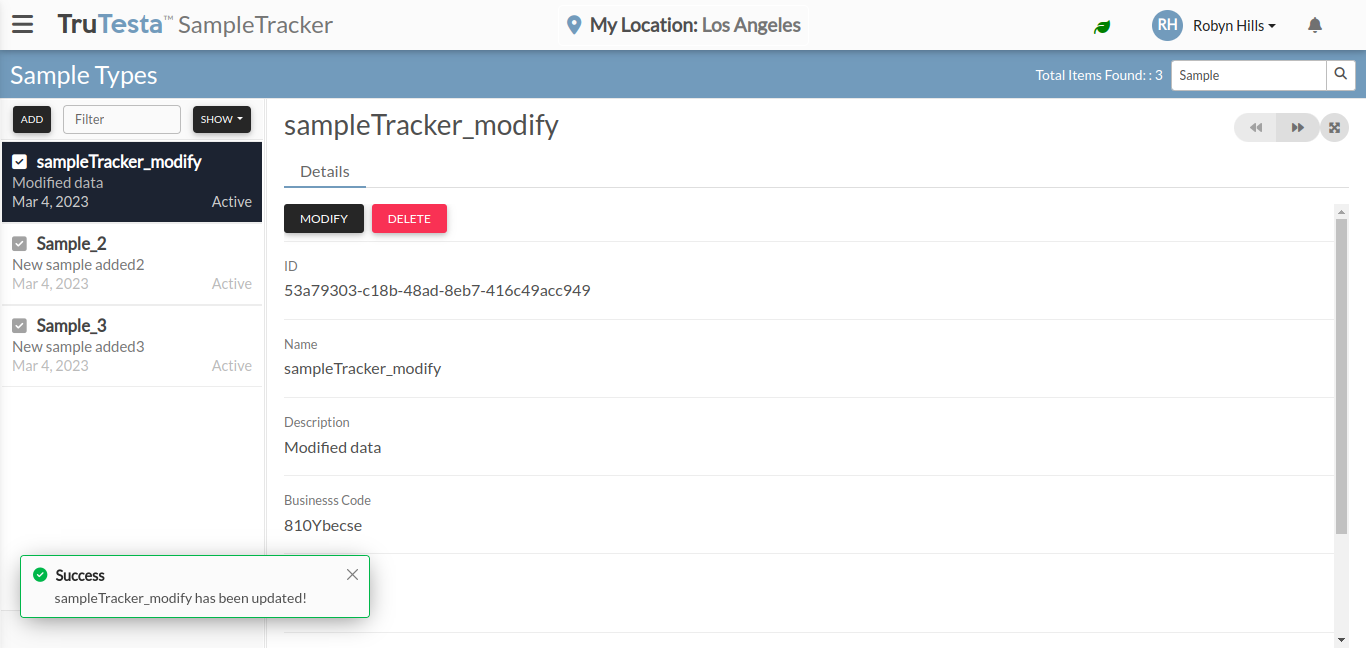 TruTesta™ SampleTracker
My Location: Los Angeles
RH Robyn Hills
Sample Types
Total Items Found: : 3
Sample
ADD
Filter
SHOW
sampleTracker_modify
Modified data
Mar 4, 2023 Active
Sample_2
New sample added2
Mar 4, 2023 Active
Sample_3
New sample added3
Mar 4, 2023 Active
sampleTracker_modify
Details
MODIFY
DELETE
ID
53a79303-c18b-48ad-8eb7-416c49acc949
Name
sampleTracker_modify
Description
Modified data
Businesss Code
810Ybecse
Success
sampleTracker_modify has been updated!